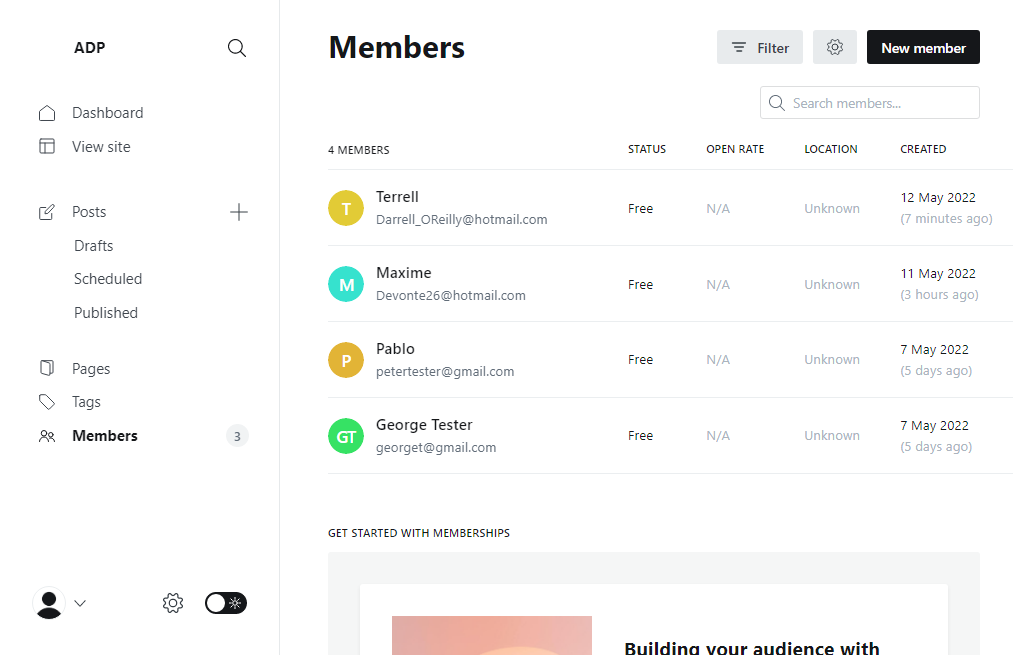 ADP
Dashboard
View site
Posts
Drafts
Scheduled
Published
Pages
Tags
Members
3
Members
Filter
New member
Search members...
4 MEMBERS STATUS OPEN RATE LOCATION CREATED
T Terrell
Darrell_OReilly@hotmail.com
Free N/A Unknown 12 May 2022
(7 minutes ago)
M Maxime
Devonte26@hotmail.com
Free N/A Unknown 11 May 2022
(3 hours ago)
P Pablo
petertester@gmail.com
Free N/A Unknown 7 May 2022
(5 days ago)
GT George Tester
georget@gmail.com
Free N/A Unknown 7 May 2022
(5 days ago)
GET STARTED WITH MEMBERSHIPS
Building your audience with